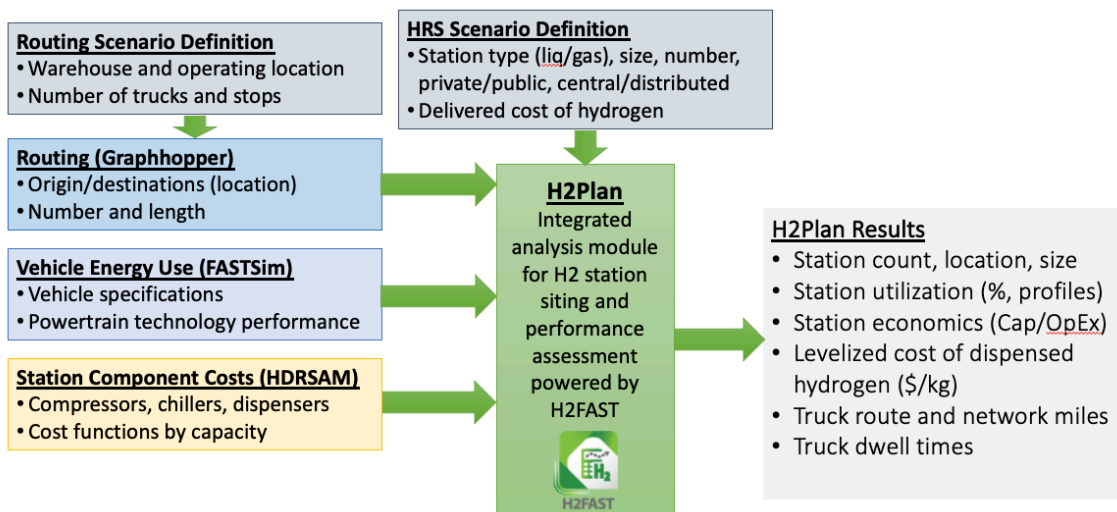 Routing Scenario Definition
• Warehouse and operating location
• Number of trucks and stops
HRS Scenario Definition
• Station type (liq/gas), size, number,
private/public, central/distributed
• Delivered cost of hydrogen
Routing (Graphhopper)
• Origin/destinations (location)
• Number and length
Vehicle Energy Use (FASTSim)
• Vehicle specifications
• Powertrain technology performance
Station Component Costs (HDRSAM)
• Compressors, chillers, dispensers
• Cost functions by capacity
H2Plan
Integrated
analysis module
for H2 station
siting and
performance
assessment
powered by
H2FAST
H2
H2FAST
H2Plan Results
• Station count, location, size
• Station utilization (%, profiles)
• Station economics (Cap/OpEx)
• Levelized cost of dispensed
hydrogen ($/kg)
• Truck route and network miles
• Truck dwell times